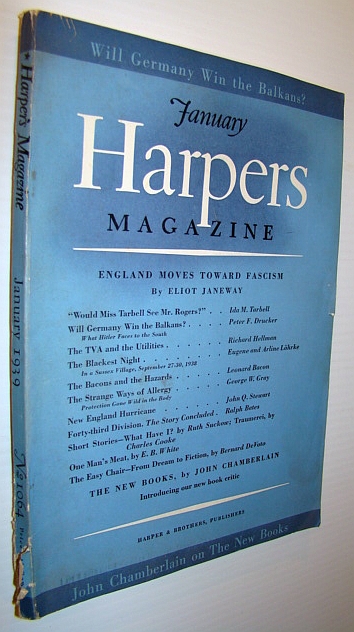 Will Germany Win the Balkans?
January
Harpers
MAGAZINE
ENGLAND MOVES TOWARD FASCISM
By ELIOT JANEWAY
"Would Miss Tarbell See Mr. Rogers?" . . Ida M. Tarbell
Will Germany Win the Balkans? . . . . Peter F. Drucker
What Hitler Faces to the South
The TVA and the Utilities . . . . . Richard Hellman
The Blackest Night . . . . . Eugene and Arline Löhrke
In a Sussex Village, September 27-30, 1938
The Bacons and the Hazards . . . . . Leonard Bacon
The Strange Ways of Allergy . . . . . George W. Gray
Protection Gone Wild in the Body
New England Hurricane . . . . . John Q. Stewart
Forty-third Division. The Story Concluded . Ralph Bates
Short Stories—What Have I? by Ruth Suckow; Traumerei, by
Charles Cooke
One Man's Meat, by E. B. White
The Easy Chair—From Dream to Fiction, by Bernard DeVoto
THE NEW BOOKS, by JOHN CHAMBERLAIN
Introducing our new book critic
HARPER & BROTHERS, PUBLISHERS
John Chamberlain on The New Books
Harpers Magazine
January 1939
No 1064